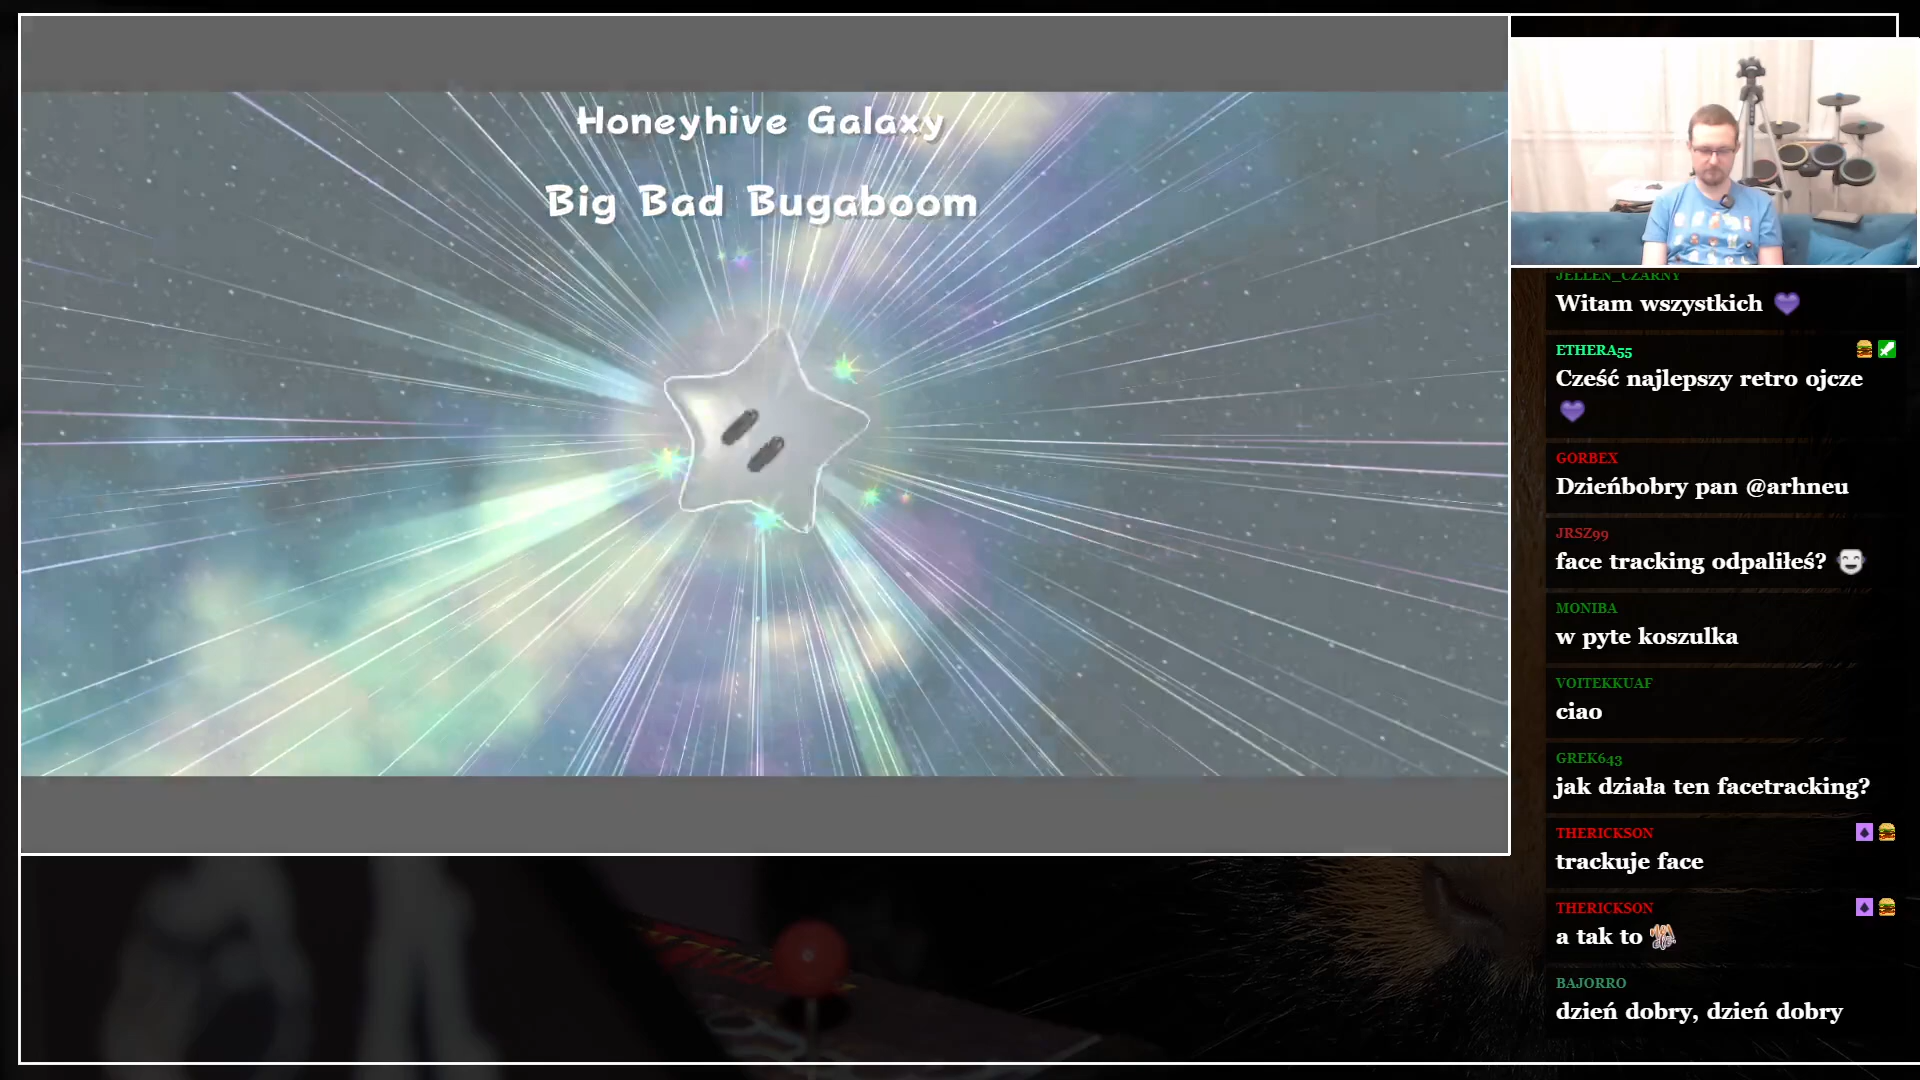 Honeyhive Galaxy
Big Bad Bugaboom
JELLEN_CZARNY
Witam wszystkich
ETHERA55
Cześć najlepszy retro ojcze
GORBEX
Dzieńbobry pan @arhneu
JRSZ99
face tracking odpaliłeś?
MONIBA
w pyte koszulka
VOITEKKUAF
ciao
GREK643
jak działa ten facetracking?
THERICKSON
trackuje face
THERICKSON
a tak to
BAJORRO
dzień dobry, dzień dobry